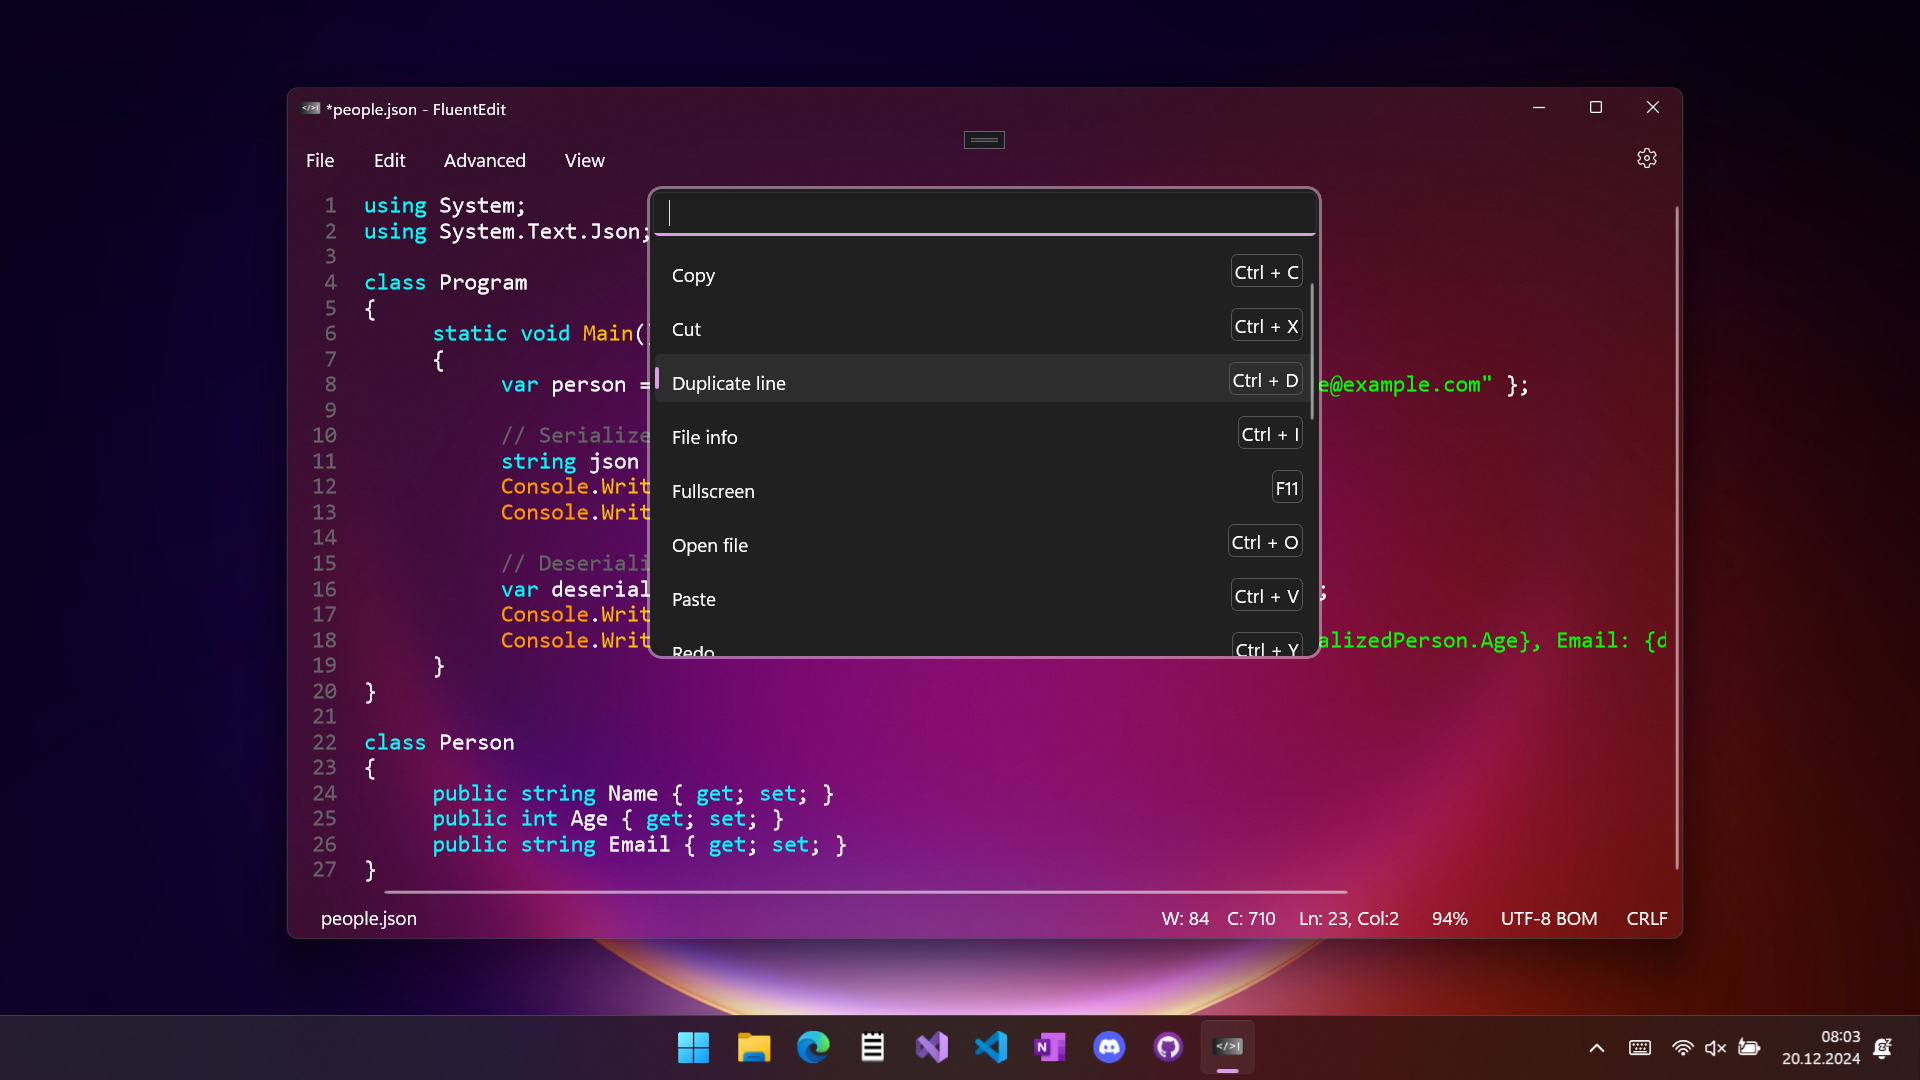 *people.json - FluentEdit
File Edit Advanced View
1 using System;
2 using System.Text.Json;
3
4 class Program
5 {
6 static void Main()
7 {
8 var person = e@example.com" };
9
10 // Serialize
11 string json
12 Console.Writ
13 Console.Writ
14
15 // Deseriali
16 var deserial ;
17 Console.Writ
18 Console.Writ alizedPerson.Age}, Email: {d
19 }
20 }
21
22 class Person
23 {
24 public string Name { get; set; }
25 public int Age { get; set; }
26 public string Email { get; set; }
27 }
Copy Ctrl + C
Cut Ctrl + X
Duplicate line Ctrl + D
File info Ctrl + I
Fullscreen F11
Open file Ctrl + O
Paste Ctrl + V
Redo Ctrl + Y
people.json W: 84 C: 710 Ln: 23, Col:2 94% UTF-8 BOM CRLF
08:03
20.12.2024